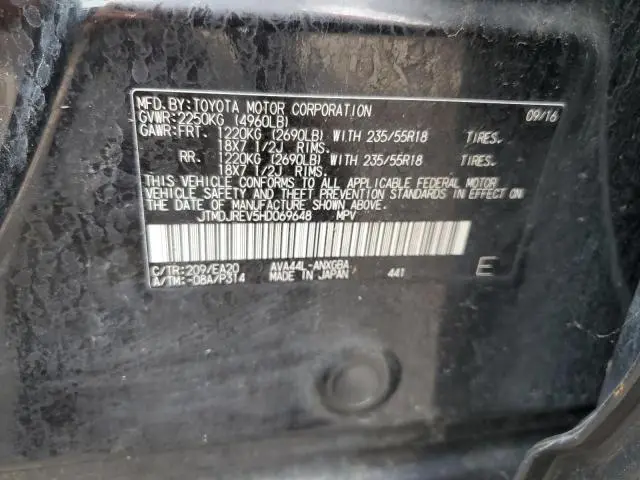 MFD.BY:TOYOTA MOTOR CORPORATION 09/16
GVWR:2250KG (4960LB)
GAWR:FRT. 1220KG (2690LB) WITH 235/55R18 TIRES.
18X7 1/2J RIMS.
RR. 1220KG (2690LB) WITH 235/55R18 TIRES.
18X7 1/2J RIMS.
THIS VEHICLE CONFORMS TO ALL APPLICABLE FEDERAL MOTOR
VEHICLE SAFETY AND THEFT PREVENTION STANDARDS IN EFFECT ON
THE DATE OF MANUFACTURE SHOWN ABOVE.
JTMDJREV5HD069648 MPV
C/TR:209/EA20 AVA44L-ANXGBA E
A/TM:-08A/P314 MADE IN JAPAN 441